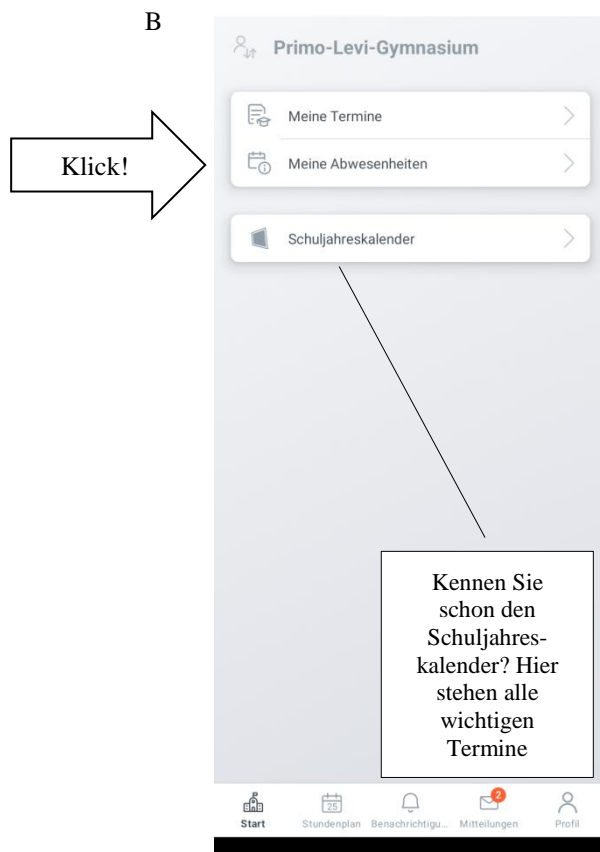 B
Primo-Levi-Gymnasium
Meine Termine
Klick!
Meine Abwesenheiten
Schuljahreskalender
Kennen Sie
schon den
Schuljahres-
kalender? Hier
stehen alle
wichtigen
Termine
25
2
Start Stundenplan Benachrichtigu... Mitteilungen Profil